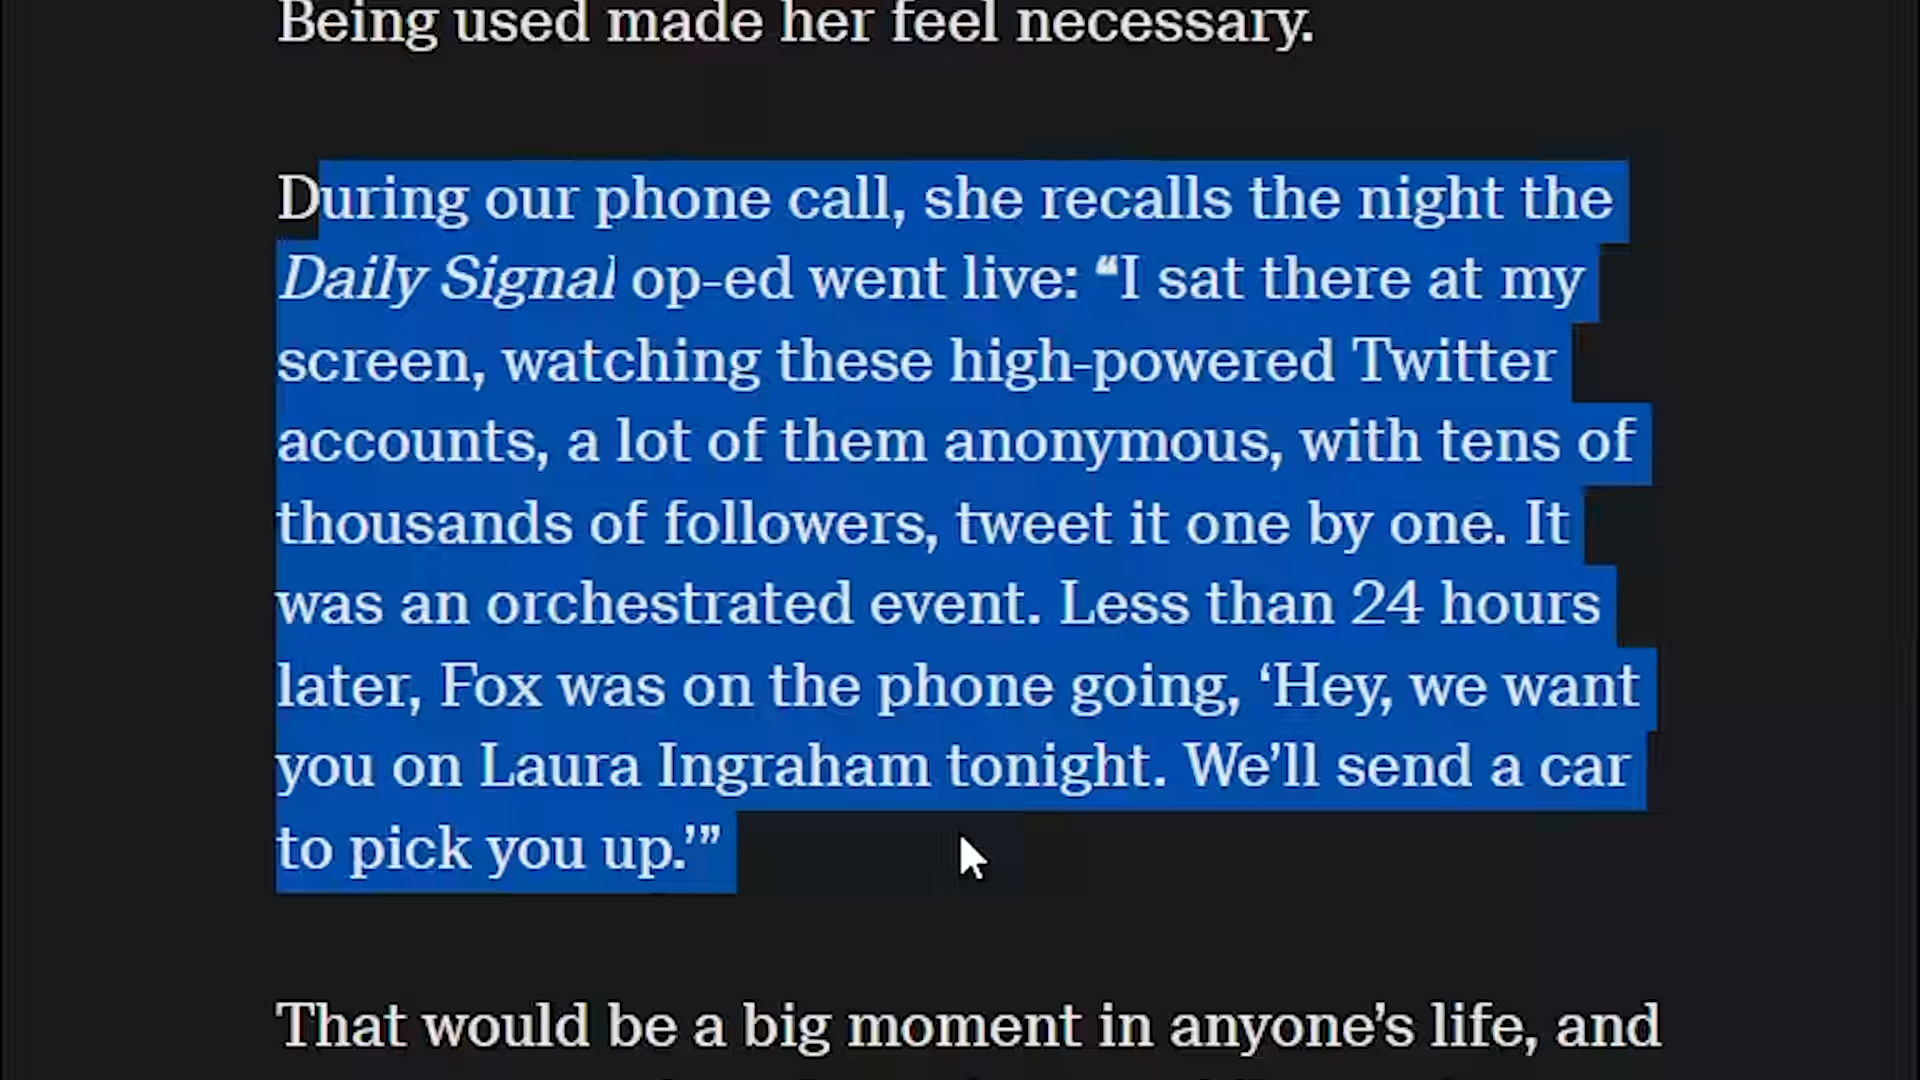 Being used made her feel necessary.
During our phone call, she recalls the night the
Daily Signal op-ed went live: “I sat there at my
screen, watching these high-powered Twitter
accounts, a lot of them anonymous, with tens of
thousands of followers, tweet it one by one. It
was an orchestrated event. Less than 24 hours
later, Fox was on the phone going, ‘Hey, we want
you on Laura Ingraham tonight. We’ll send a car
to pick you up.’”
That would be a big moment in anyone’s life, and